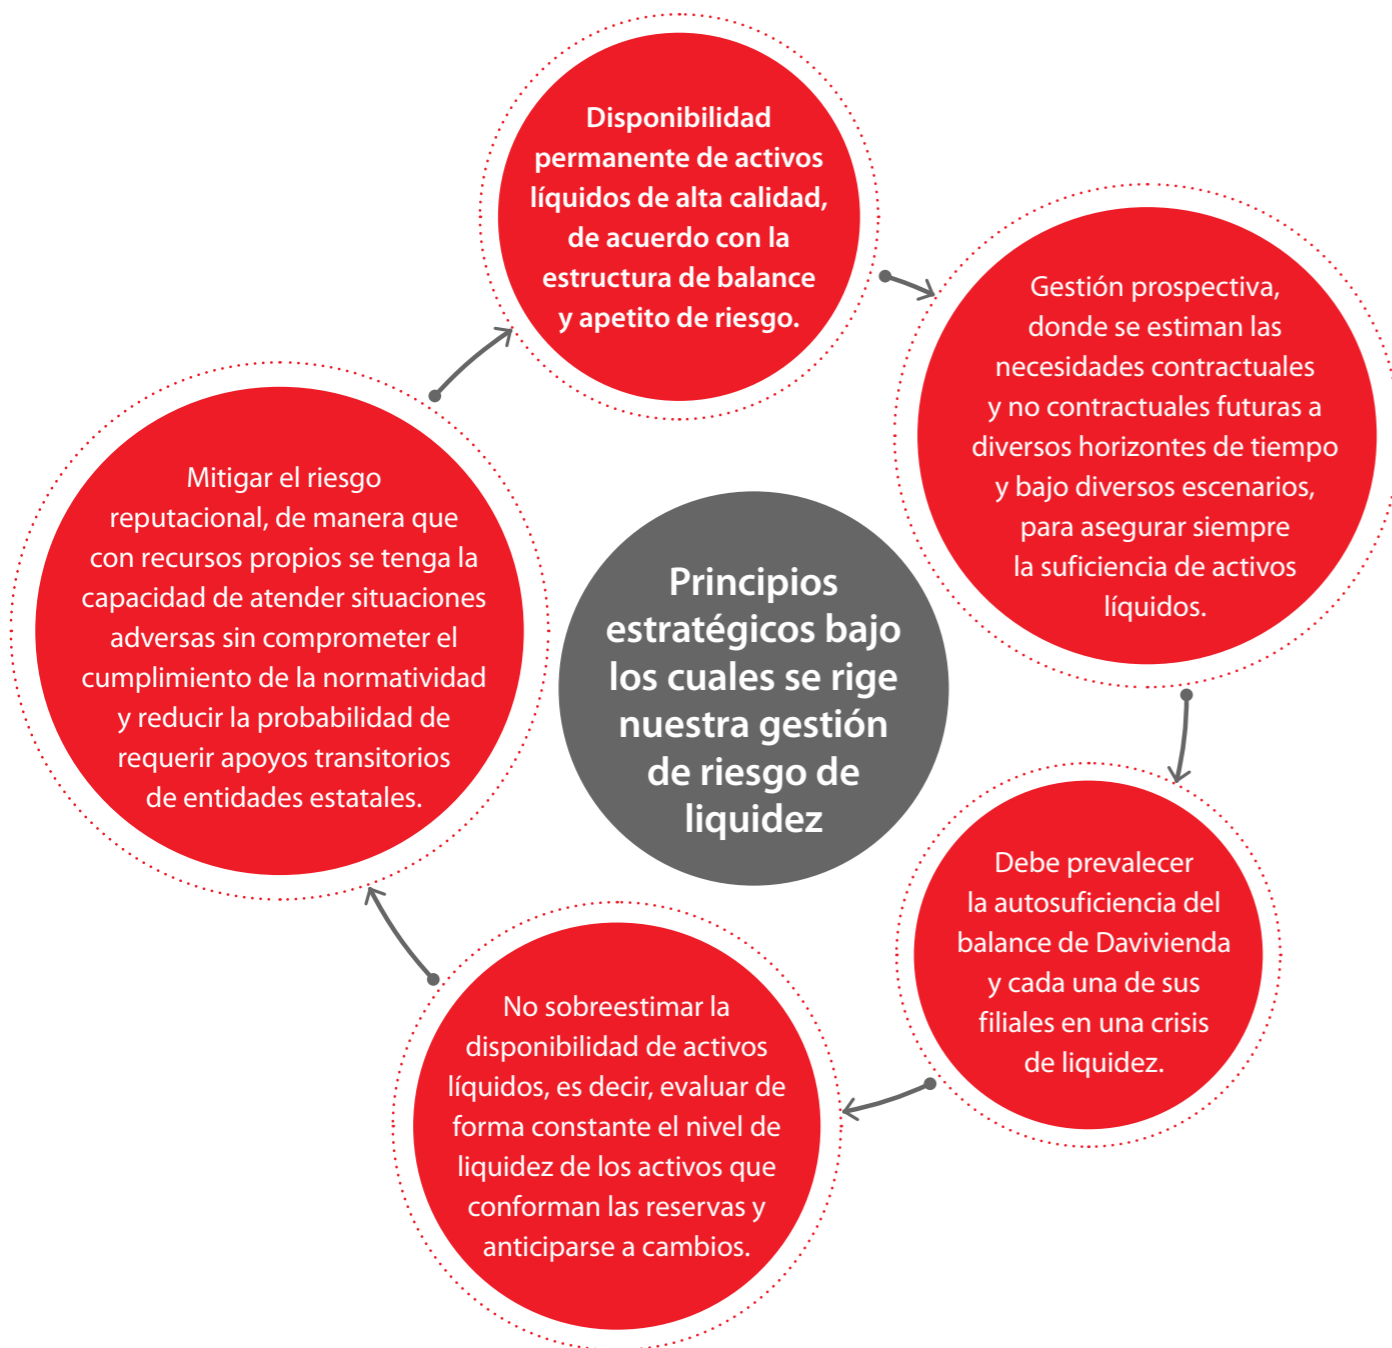 Disponibilidad
permanente de activos
líquidos de alta calidad,
de acuerdo con la
estructura de balance
y apetito de riesgo.
Gestión prospectiva,
donde se estiman las
necesidades contractuales
y no contractuales futuras a
diversos horizontes de tiempo
y bajo diversos escenarios,
para asegurar siempre
la suficiencia de activos
líquidos.
Debe prevalecer
la autosuficiencia del
balance de Davivienda
y cada una de sus
filiales en una crisis
de liquidez.
No sobreestimar la
disponibilidad de activos
líquidos, es decir, evaluar de
forma constante el nivel de
liquidez de los activos que
conforman las reservas y
anticiparse a cambios.
Mitigar el riesgo
reputacional, de manera que
con recursos propios se tenga la
capacidad de atender situaciones
adversas sin comprometer el
cumplimiento de la normatividad
y reducir la probabilidad de
requerir apoyos transitorios
de entidades estatales.
Principios
estratégicos bajo
los cuales se rige
nuestra gestión
de riesgo de
liquidez